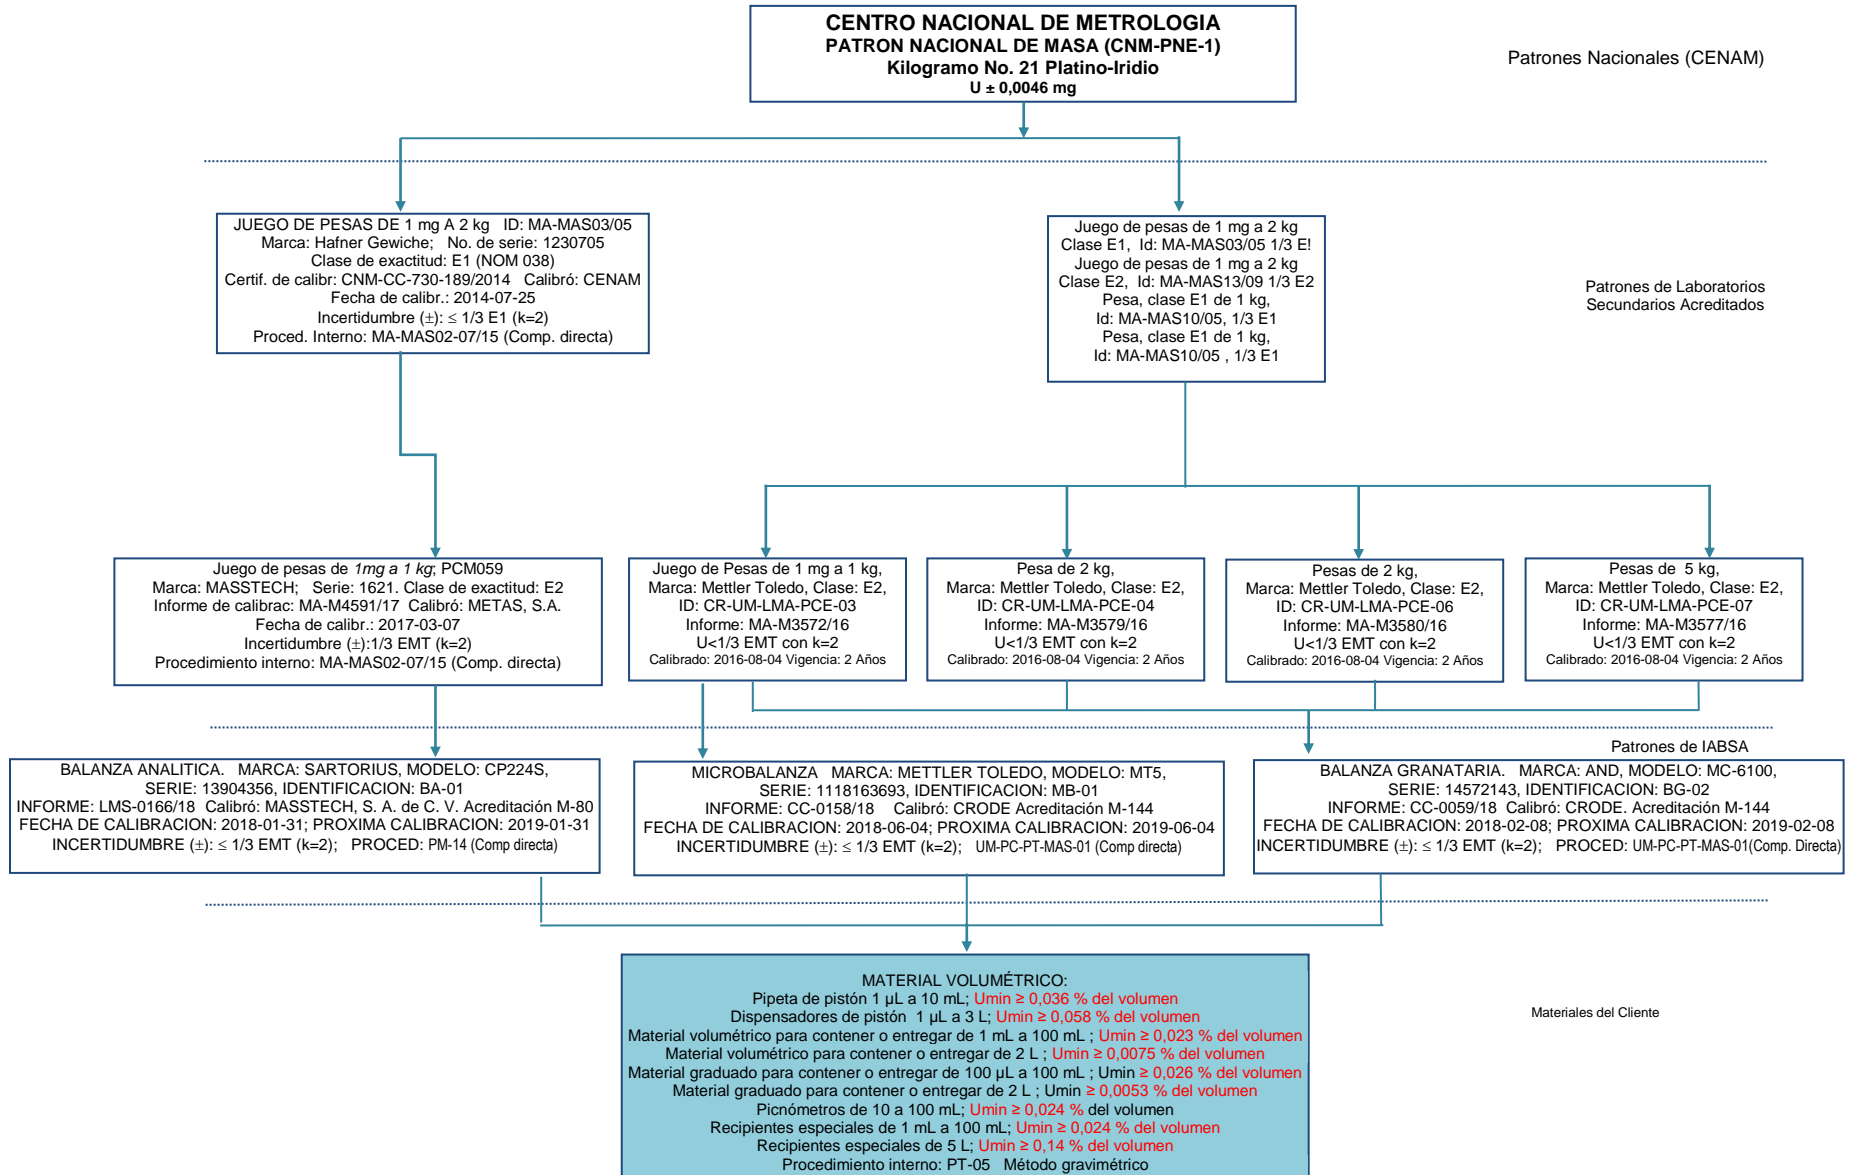 CENTRO NACIONAL DE METROLOGIA
PATRON NACIONAL DE MASA (CNM-PNE-1)
Kilogramo No. 21 Platino-Iridio
U ± 0,0046 mg
Patrones Nacionales (CENAM)
JUEGO DE PESAS DE 1 mg A 2 kg ID: MA-MAS03/05
Marca: Hafner Gewiche; No. de serie: 1230705
Clase de exactitud: E1 (NOM 038)
Certif. de calibr: CNM-CC-730-189/2014 Calibró: CENAM
Fecha de calibr.: 2014-07-25
Incertidumbre (±): ≤ 1/3 E1 (k=2)
Proced. Interno: MA-MAS02-07/15 (Comp. directa)
Juego de pesas de 1 mg a 2 kg
Clase E1, Id: MA-MAS03/05 1/3 E!
Juego de pesas de 1 mg a 2 kg
Clase E2, Id: MA-MAS13/09 1/3 E2
Pesa, clase E1 de 1 kg,
Id: MA-MAS10/05, 1/3 E1
Pesa, clase E1 de 1 kg,
Id: MA-MAS10/05 , 1/3 E1
Patrones de Laboratorios
Secundarios Acreditados
Juego de pesas de 1mg a 1 kg; PCM059
Marca: MASSTECH; Serie: 1621. Clase de exactitud: E2
Informe de calibrac: MA-M4591/17 Calibró: METAS, S.A.
Fecha de calibr.: 2017-03-07
Incertidumbre (±):1/3 EMT (k=2)
Procedimiento interno: MA-MAS02-07/15 (Comp. directa)
Juego de Pesas de 1 mg a 1 kg,
Marca: Mettler Toledo, Clase: E2,
ID: CR-UM-LMA-PCE-03
Informe: MA-M3572/16
U<1/3 EMT con k=2
Calibrado: 2016-08-04 Vigencia: 2 Años
Pesa de 2 kg,
Marca: Mettler Toledo, Clase: E2,
ID: CR-UM-LMA-PCE-04
Informe: MA-M3579/16
U<1/3 EMT con k=2
Calibrado: 2016-08-04 Vigencia: 2 Años
Pesas de 2 kg,
Marca: Mettler Toledo, Clase: E2,
ID: CR-UM-LMA-PCE-06
Informe: MA-M3580/16
U<1/3 EMT con k=2
Calibrado: 2016-08-04 Vigencia: 2 Años
Pesas de 5 kg,
Marca: Mettler Toledo, Clase: E2,
ID: CR-UM-LMA-PCE-07
Informe: MA-M3577/16
U<1/3 EMT con k=2
Calibrado: 2016-08-04 Vigencia: 2 Años
Patrones de IABSA
BALANZA ANALITICA. MARCA: SARTORIUS, MODELO: CP224S,
SERIE: 13904356, IDENTIFICACION: BA-01
INFORME: LMS-0166/18 Calibró: MASSTECH, S. A. de C. V. Acreditación M-80
FECHA DE CALIBRACION: 2018-01-31; PROXIMA CALIBRACION: 2019-01-31
INCERTIDUMBRE (±): ≤ 1/3 EMT (k=2); PROCED: PM-14 (Comp directa)
MICROBALANZA MARCA: METTLER TOLEDO, MODELO: MT5,
SERIE: 1118163693, IDENTIFICACION: MB-01
INFORME: CC-0158/18 Calibró: CRODE Acreditación M-144
FECHA DE CALIBRACION: 2018-06-04; PROXIMA CALIBRACION: 2019-06-04
INCERTIDUMBRE (±): ≤ 1/3 EMT (k=2); UM-PC-PT-MAS-01 (Comp directa)
BALANZA GRANATARIA. MARCA: AND, MODELO: MC-6100,
SERIE: 14572143, IDENTIFICACION: BG-02
INFORME: CC-0059/18 Calibró: CRODE. Acreditación M-144
FECHA DE CALIBRACION: 2018-02-08; PROXIMA CALIBRACION: 2019-02-08
INCERTIDUMBRE (±): ≤ 1/3 EMT (k=2); PROCED: UM-PC-PT-MAS-01(Comp. Directa)
MATERIAL VOLUMÉTRICO:
Pipeta de pistón 1 µL a 10 mL; Umin ≥ 0,036 % del volumen
Dispensadores de pistón 1 µL a 3 L; Umin ≥ 0,058 % del volumen
Material volumétrico para contener o entregar de 1 mL a 100 mL ; Umin ≥ 0,023 % del volumen
Material volumétrico para contener o entregar de 2 L ; Umin ≥ 0,0075 % del volumen
Material graduado para contener o entregar de 100 µL a 100 mL ; Umin ≥ 0,026 % del volumen
Material graduado para contener o entregar de 2 L ; Umin ≥ 0,0053 % del volumen
Picnómetros de 10 a 100 mL; Umin ≥ 0,024 % del volumen
Recipientes especiales de 1 mL a 100 mL; Umin ≥ 0,024 % del volumen
Recipientes especiales de 5 L; Umin ≥ 0,14 % del volumen
Procedimiento interno: PT-05 Método gravimétrico
Materiales del Cliente